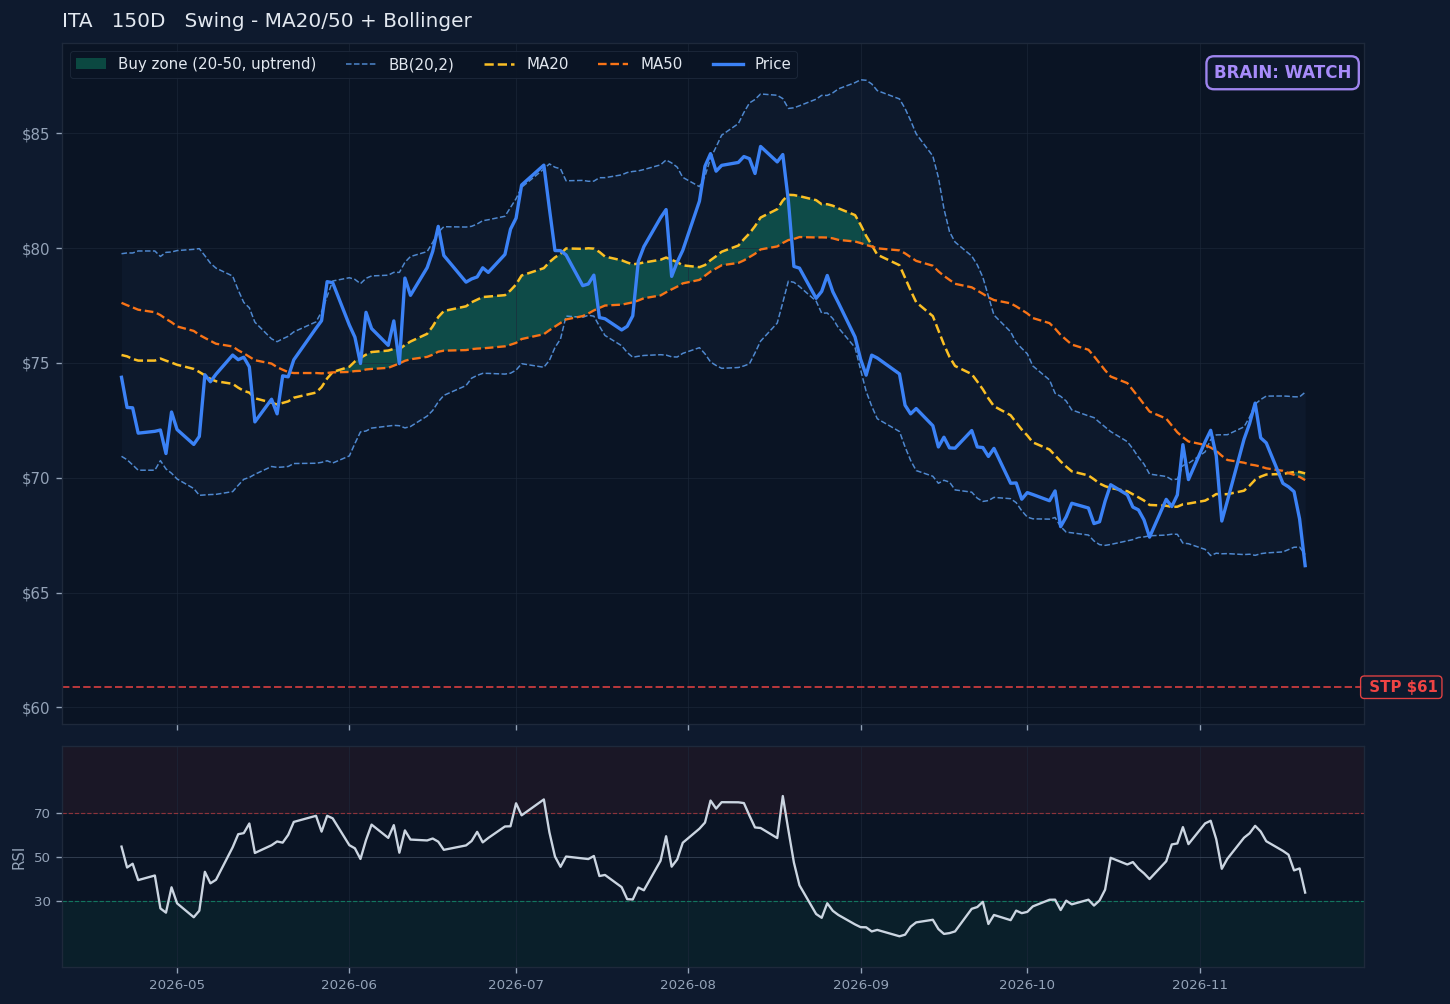 ITA   150D   Swing - MA20/50 + Bollinger
Buy zone (20-50, uptrend)   BB(20,2)   MA20   MA50   Price
BRAIN: WATCH
$85
$80
$75
$70
$65
$60
STP $61
RSI
70
50
30
2026-05   2026-06   2026-07   2026-08   2026-09   2026-10   2026-11